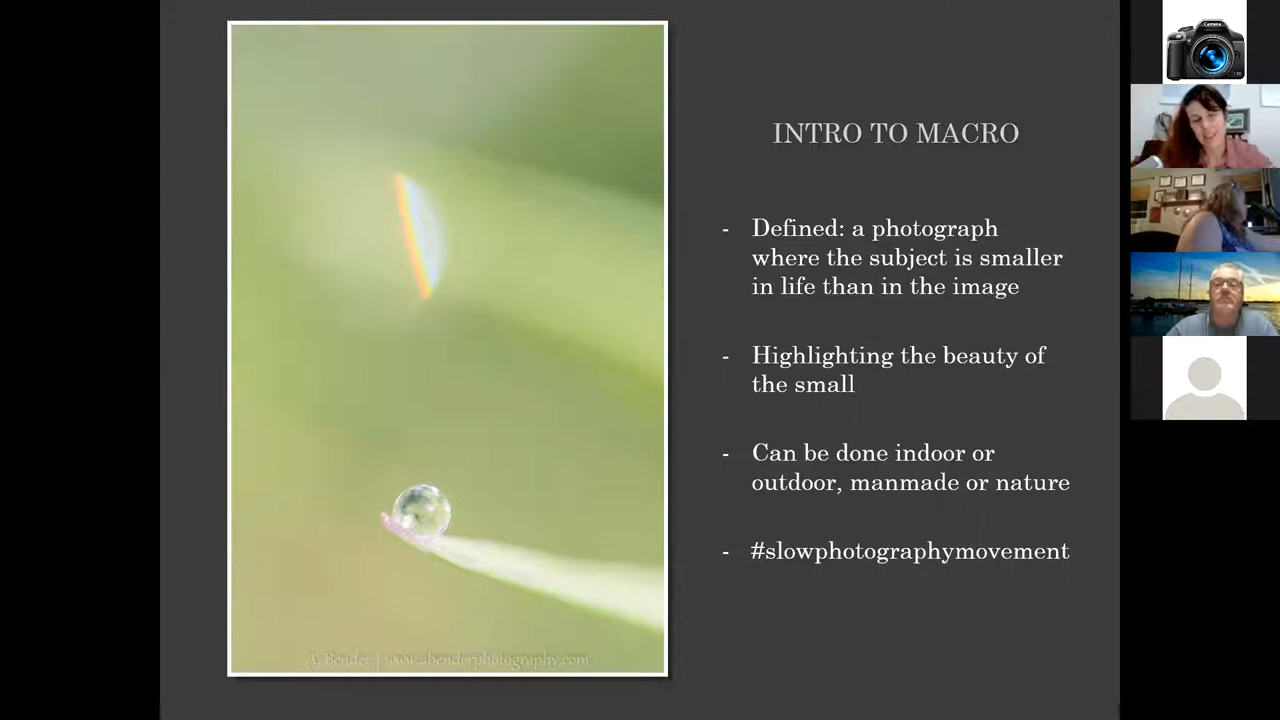 INTRO TO MACRO
- Defined: a photograph
where the subject is smaller
in life than in the image
- Highlighting the beauty of
the small
- Can be done indoor or
outdoor, manmade or nature
- #slowphotographymovement
A. Bender | www.abenderphotography.com
Camera